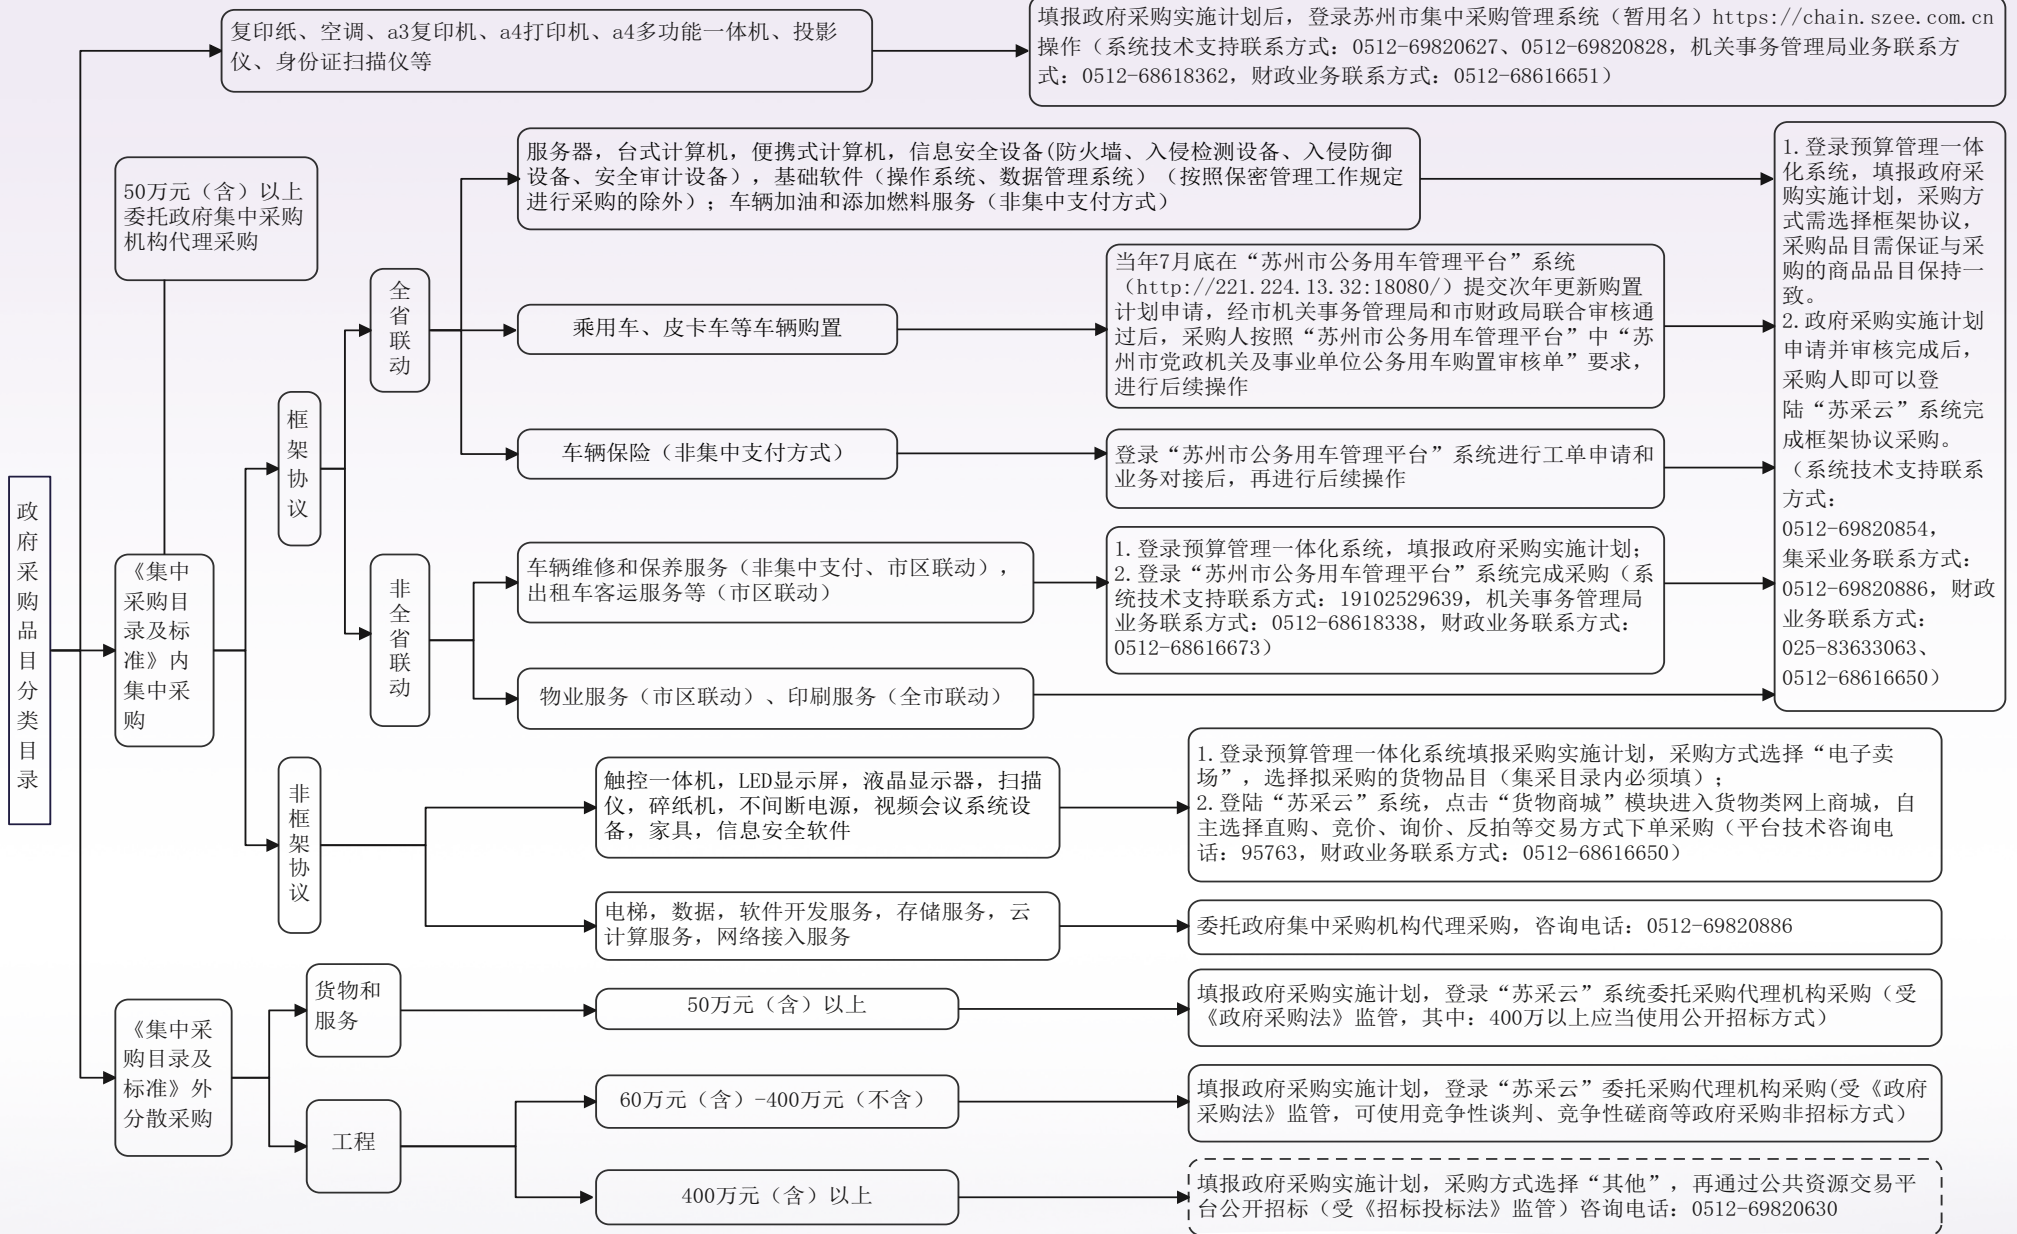 复印纸、空调、a3复印机、a4打印机、a4多功能一体机、投影
仪、身份证扫描仪等
填报政府采购实施计划后，登录苏州市集中采购管理系统（暂用名）https://chain.szee.com.cn
操作（系统技术支持联系方式：0512-69820627、0512-69820828，机关事务管理局业务联系方
式：0512-68618362，财政业务联系方式：0512-68616651）
政府采购品目分类目录
50万元（含）以上
委托政府集中采购
机构代理采购
《集中
采购目
录及标
准》内
集中采
购
框架协议
全省联动
服务器，台式计算机，便携式计算机，信息安全设备(防火墙、入侵检测设备、入侵防御
设备、安全审计设备），基础软件（操作系统、数据管理系统）（按照保密管理工作规定
进行采购的除外）；车辆加油和添加燃料服务（非集中支付方式）
乘用车、皮卡车等车辆购置
当年7月底在“苏州市公务用车管理平台”系统
（http://221.224.13.32:18080/）提交次年更新购置
计划申请，经市机关事务管理局和市财政局联合审核通
过后，采购人按照“苏州市公务用车管理平台”中“苏
州市党政机关及事业单位公务用车购置审核单”要求，
进行后续操作
车辆保险（非集中支付方式）
登录“苏州市公务用车管理平台”系统进行工单申请和
业务对接后，再进行后续操作
非全省联动
车辆维修和保养服务（非集中支付、市区联动），
出租车客运服务等（市区联动）
1.登录预算管理一体化系统，填报政府采购实施计划；
2.登录“苏州市公务用车管理平台”系统完成采购（系
统技术支持联系方式：19102529639，机关事务管理局
业务联系方式：0512-68618338，财政业务联系方式：
0512-68616673）
物业服务（市区联动）、印刷服务（全市联动）
1.登录预算管理一体
化系统，填报政府采
购实施计划，采购方
式需选择框架协议，
采购品目需保证与采
购的商品品目保持一
致。
2.政府采购实施计划
申请并审核完成后，
采购人即可以登
陆“苏采云”系统完
成框架协议采购。
（系统技术支持联系
方式：
0512-69820854，
集采业务联系方式：
0512-69820886，财政
业务联系方式：
025-83633063、
0512-68616650）
非框架协议
触控一体机，LED显示屏，液晶显示器，扫描
仪，碎纸机，不间断电源，视频会议系统设
备，家具，信息安全软件
1.登录预算管理一体化系统填报采购实施计划，采购方式选择“电子卖
场”，选择拟采购的货物品目（集采目录内必须填）；
2.登陆“苏采云”系统，点击“货物商城”模块进入货物类网上商城，自
主选择直购、竞价、询价、反拍等交易方式下单采购（平台技术咨询电
话：95763，财政业务联系方式：0512-68616650）
电梯，数据，软件开发服务，存储服务，云
计算服务，网络接入服务
委托政府集中采购机构代理采购，咨询电话：0512-69820886
《集中采
购目录及
标准》外
分散采购
货物和
服务
50万元（含）以上
填报政府采购实施计划，登录“苏采云”系统委托采购代理机构采购（受
《政府采购法》监管，其中：400万以上应当使用公开招标方式）
工程
60万元（含）-400万元（不含）
填报政府采购实施计划，登录“苏采云”委托采购代理机构采购(受《政府
采购法》监管，可使用竞争性谈判、竞争性磋商等政府采购非招标方式）
400万元（含）以上
填报政府采购实施计划，采购方式选择“其他”，再通过公共资源交易平
台公开招标（受《招标投标法》监管）咨询电话：0512-69820630